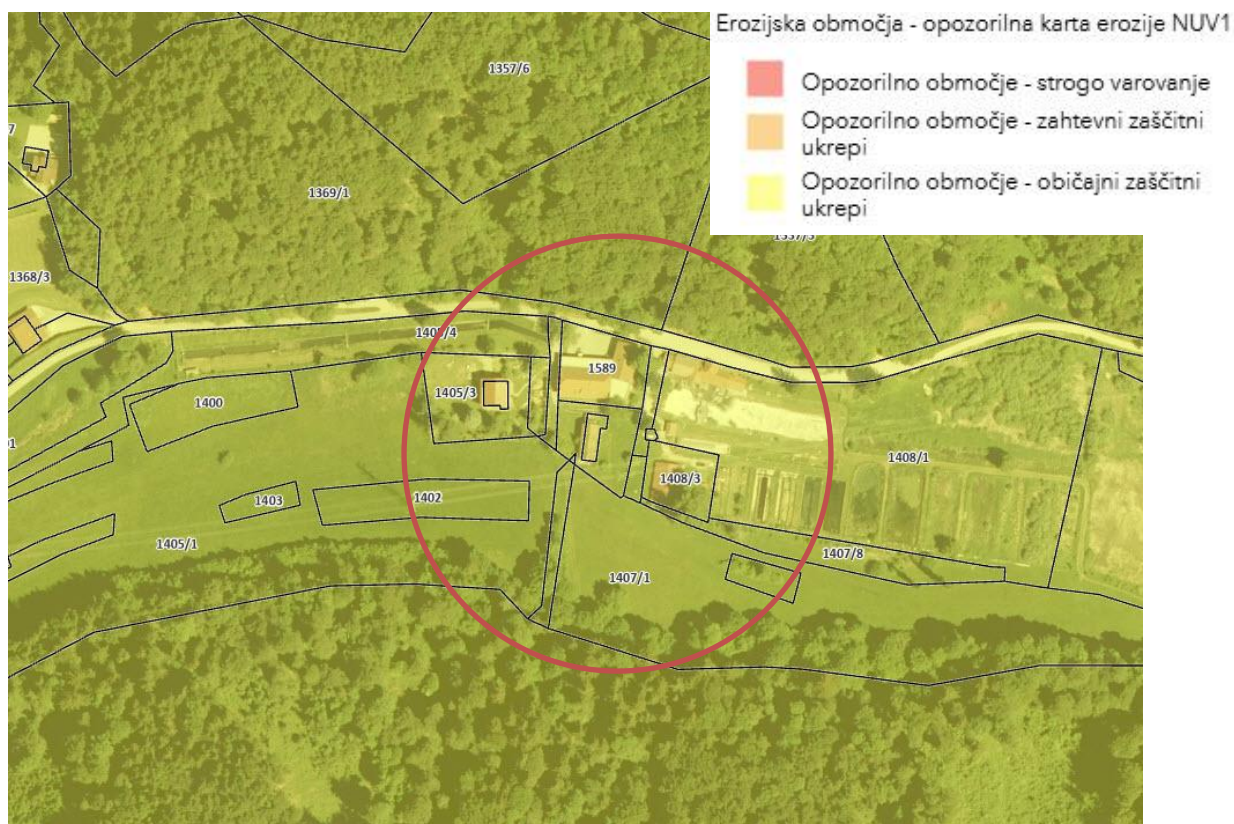 Erozijska območja - opozorilna karta erozije NUV1
Opozorilno območje - strogo varovanje
Opozorilno območje - zahtevni zaščitni
ukrepi
Opozorilno območje - običajni zaščitni
ukrepi
1357/6
7
1369/1
1368/3
1589
1405/3
1400
1408/1
1408/3
1402
1403
1405/1
1407/8
1407/1